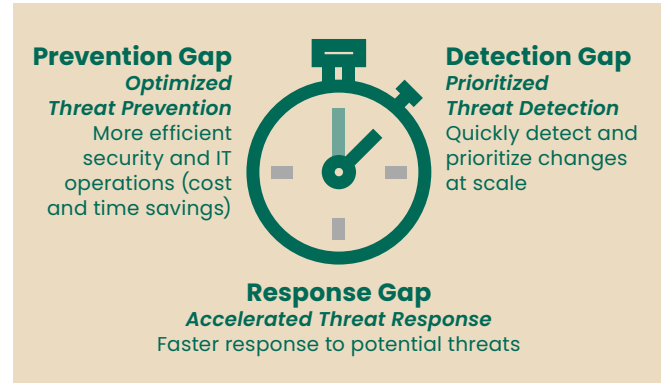 Prevention Gap
Optimized
Threat Prevention
More efficient
security and IT
operations (cost
and time savings)
Detection Gap
Prioritized
Threat Detection
Quickly detect and
prioritize changes
at scale
Response Gap
Accelerated Threat Response
Faster response to potential threats